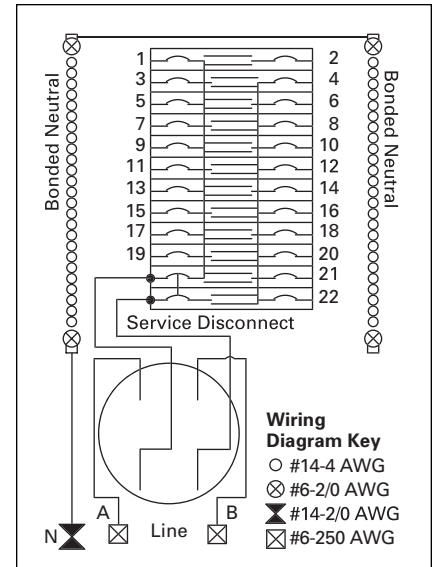 1 2
3 4
5 6
7 8
9 10
11 12
13 14
15 16
17 18
19 20
21
22
Bonded Neutral
Bonded Neutral
Service Disconnect
A Line B
N
Wiring
Diagram Key
#14-4 AWG
#6-2/0 AWG
#14-2/0 AWG
#6-250 AWG